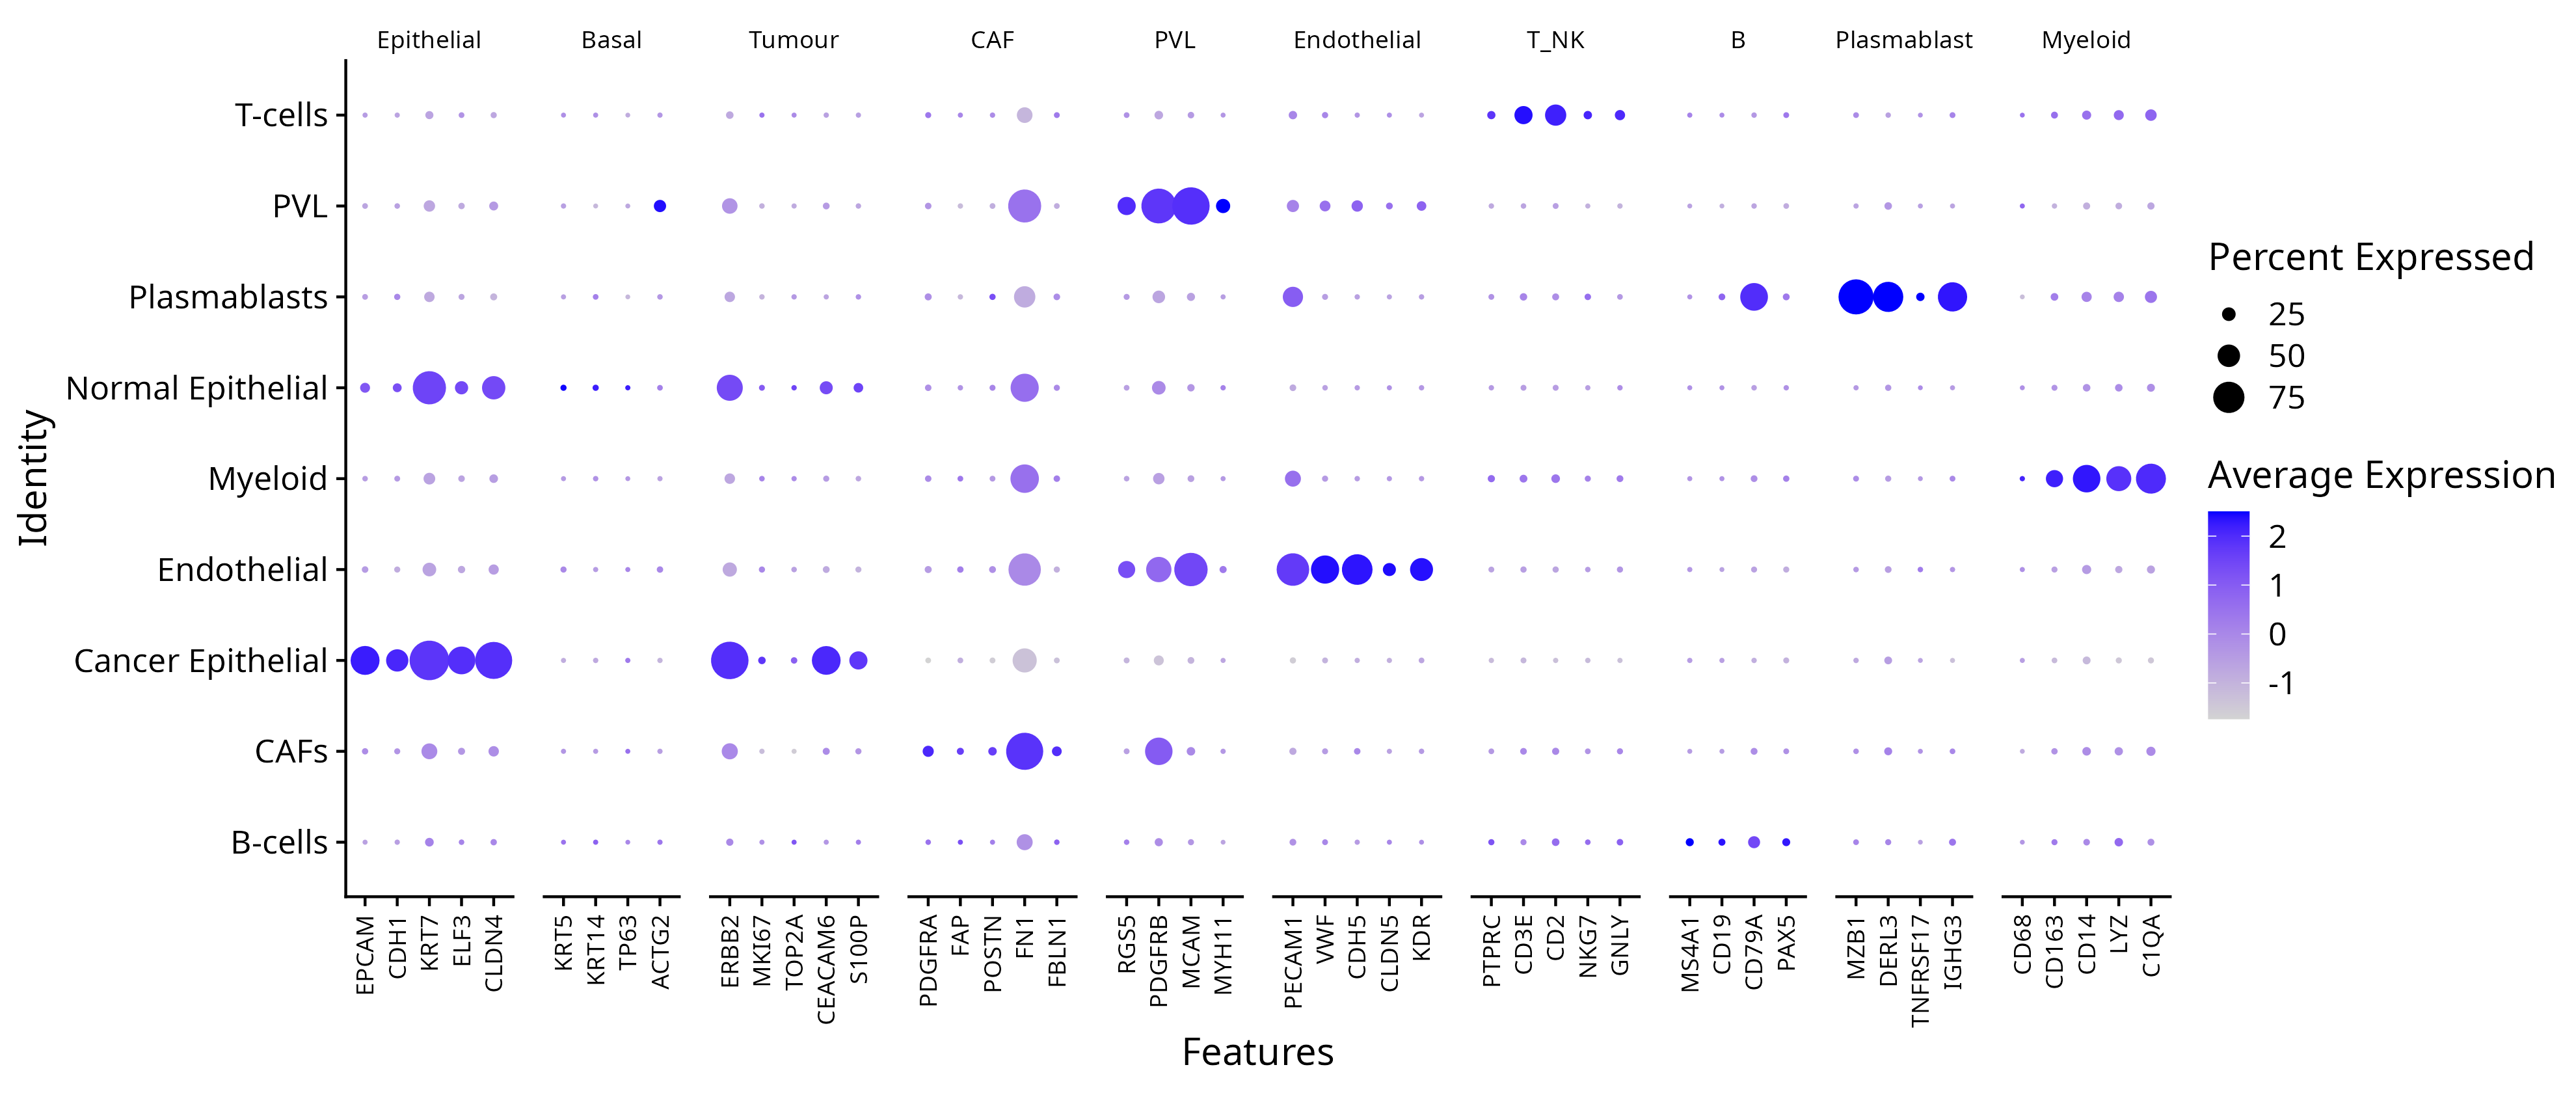 Epithelial Basal Tumour CAF PVL Endothelial T_NK B Plasmablast Myeloid
T-cells
PVL
Plasmablasts
Normal Epithelial
Myeloid
Endothelial
Cancer Epithelial
CAFs
B-cells
Identity
EPCAM CDH1 KRT7 ELF3 CLDN4 KRT5 KRT14 TP63 ACTG2 ERBB2 MKI67 TOP2A CEACAM6 S100P PDGFRA FAP POSTN FN1 FBLN1 RGS5 PDGFRB MCAM MYH11 PECAM1 VWF CDH5 CLDN5 KDR PTPRC CD3E CD2 NKG7 GNLY MS4A1 CD19 CD79A PAX5 MZB1 DERL3 TNFRSF17 IGHG3 CD68 CD163 CD14 LYZ C1QA
Features
Percent Expressed
25
50
75
Average Expression
2
1
0
-1